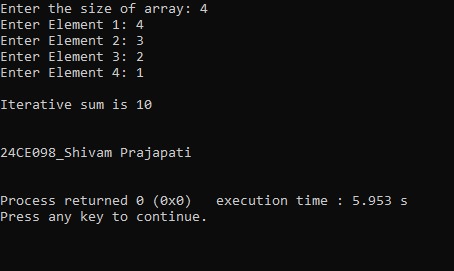 Enter the size of array: 4
Enter Element 1: 4
Enter Element 2: 3
Enter Element 3: 2
Enter Element 4: 1
Iterative sum is 10
24CE098_Shivam Prajapati
Process returned 0 (0x0)   execution time : 5.953 s
Press any key to continue.